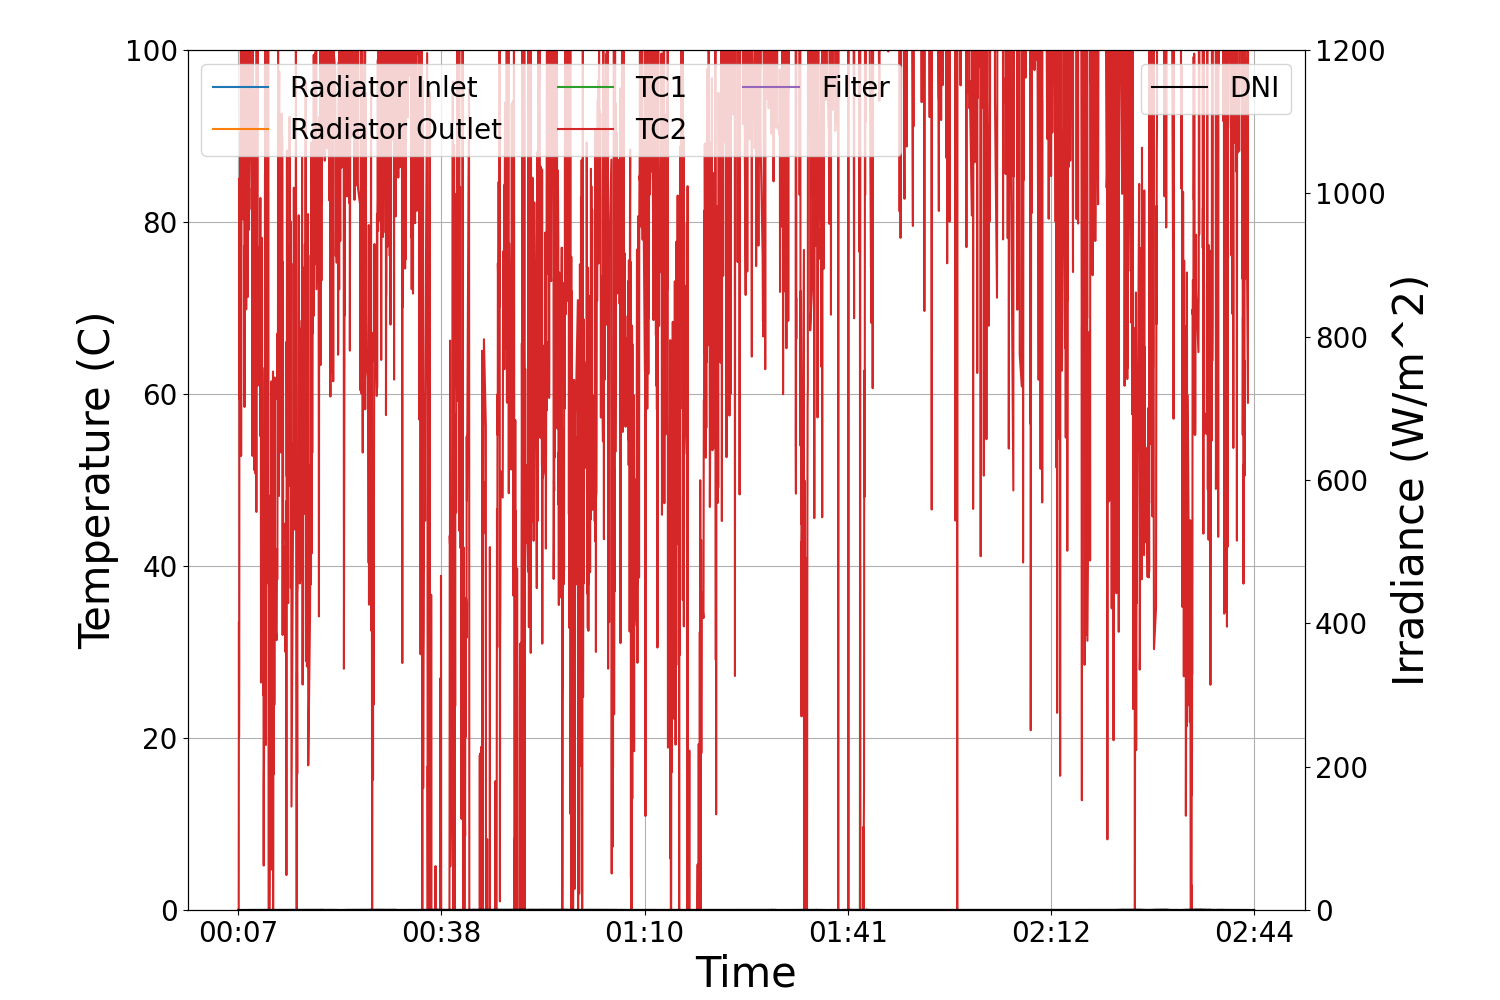 100
80
60
40
20
0
Temperature (C)
Radiator Inlet
Radiator Outlet
TC1
TC2
Filter
DNI
1200
1000
800
600
400
200
0
Irradiance (W/m^2)
00:07 00:38 01:10 01:41 02:12 02:44
Time